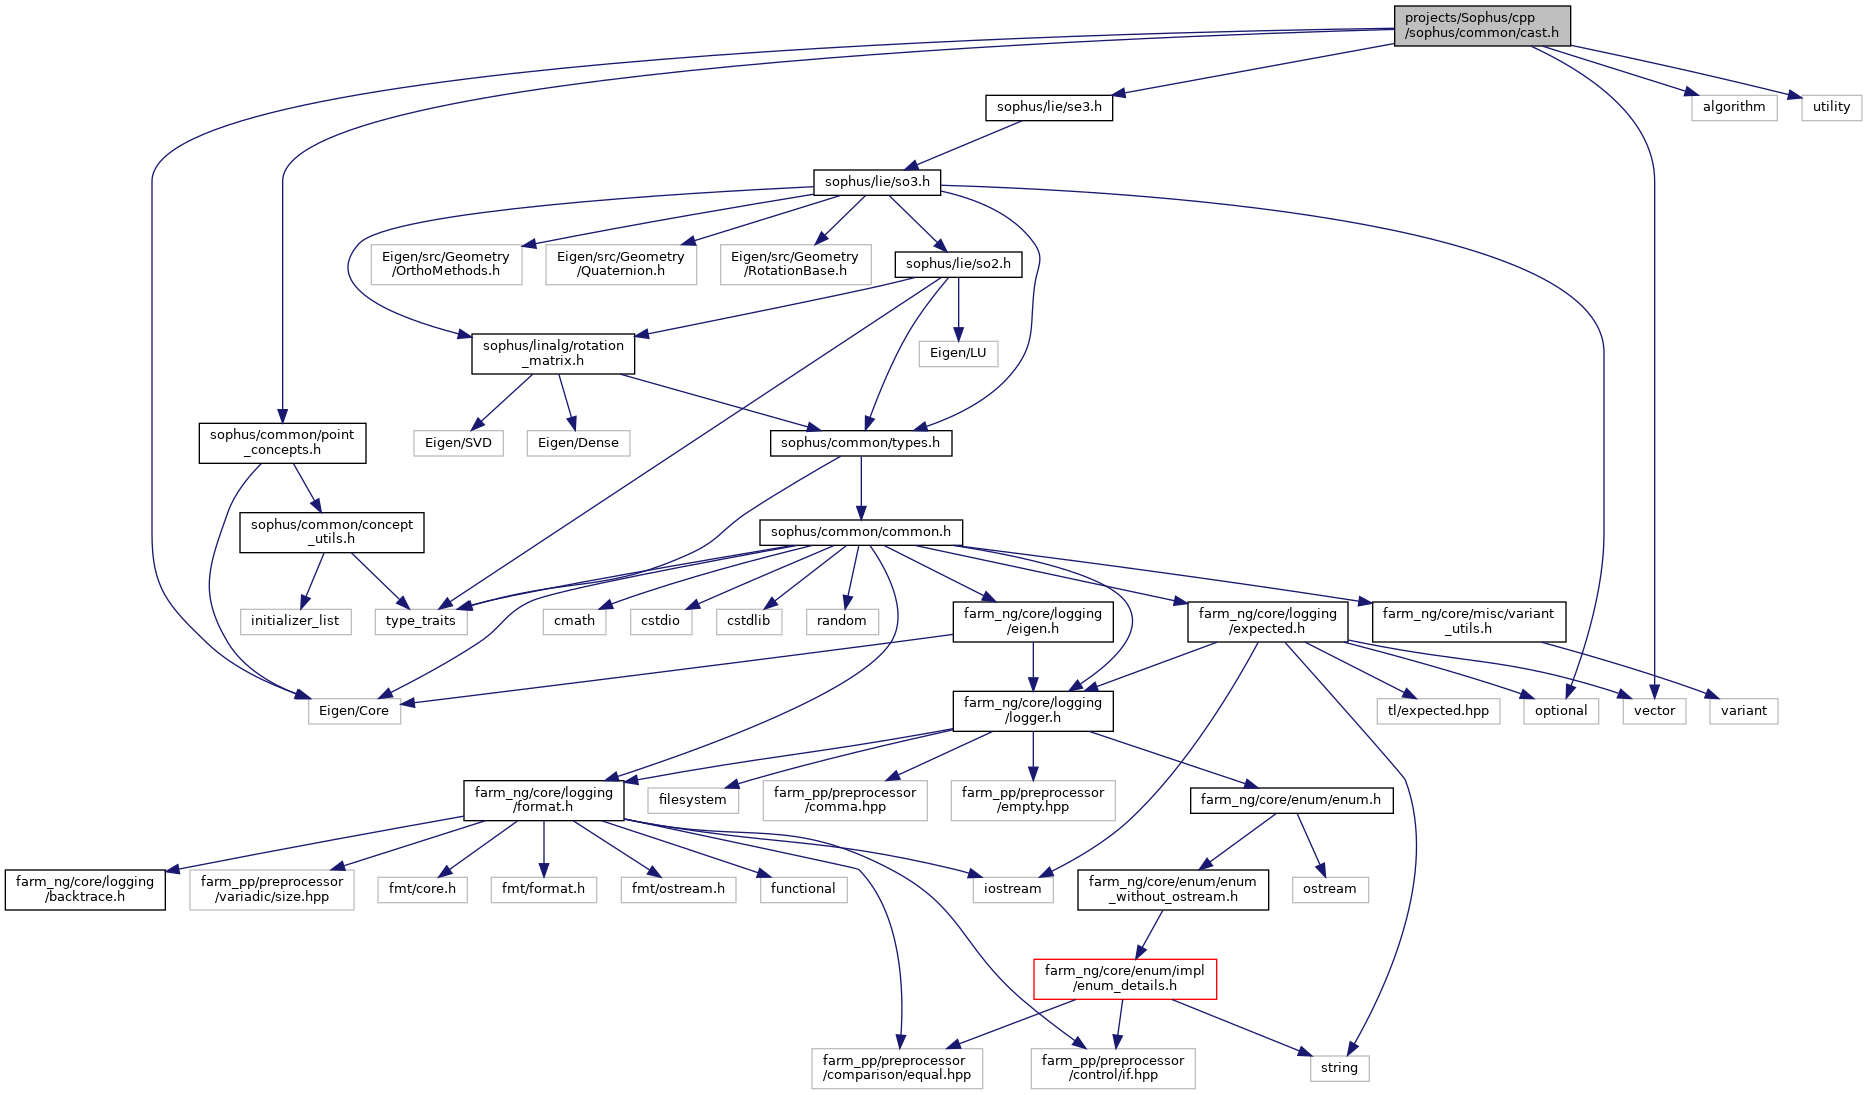 projects/Sophus/cpp
/sophus/common/cast.h
sophus/lie/se3.h
algorithm
utility
sophus/lie/so3.h
Eigen/src/Geometry
/OrthoMethods.h
Eigen/src/Geometry
/Quaternion.h
Eigen/src/Geometry
/RotationBase.h
sophus/lie/so2.h
sophus/linalg/rotation
_matrix.h
Eigen/LU
sophus/common/point
_concepts.h
Eigen/SVD
Eigen/Dense
sophus/common/types.h
sophus/common/concept
_utils.h
sophus/common/common.h
initializer_list
type_traits
cmath
cstdio
cstdlib
random
farm_ng/core/logging
/eigen.h
farm_ng/core/logging
/expected.h
farm_ng/core/misc/variant
_utils.h
Eigen/Core
farm_ng/core/logging
/logger.h
tl/expected.hpp
optional
vector
variant
farm_ng/core/logging
/format.h
filesystem
farm_pp/preprocessor
/comma.hpp
farm_pp/preprocessor
/empty.hpp
farm_ng/core/enum/enum.h
farm_ng/core/logging
/backtrace.h
farm_pp/preprocessor
/variadic/size.hpp
fmt/core.h
fmt/format.h
fmt/ostream.h
functional
iostream
farm_ng/core/enum/enum
_without_ostream.h
ostream
farm_ng/core/enum/impl
/enum_details.h
farm_pp/preprocessor
/comparison/equal.hpp
farm_pp/preprocessor
/control/if.hpp
string